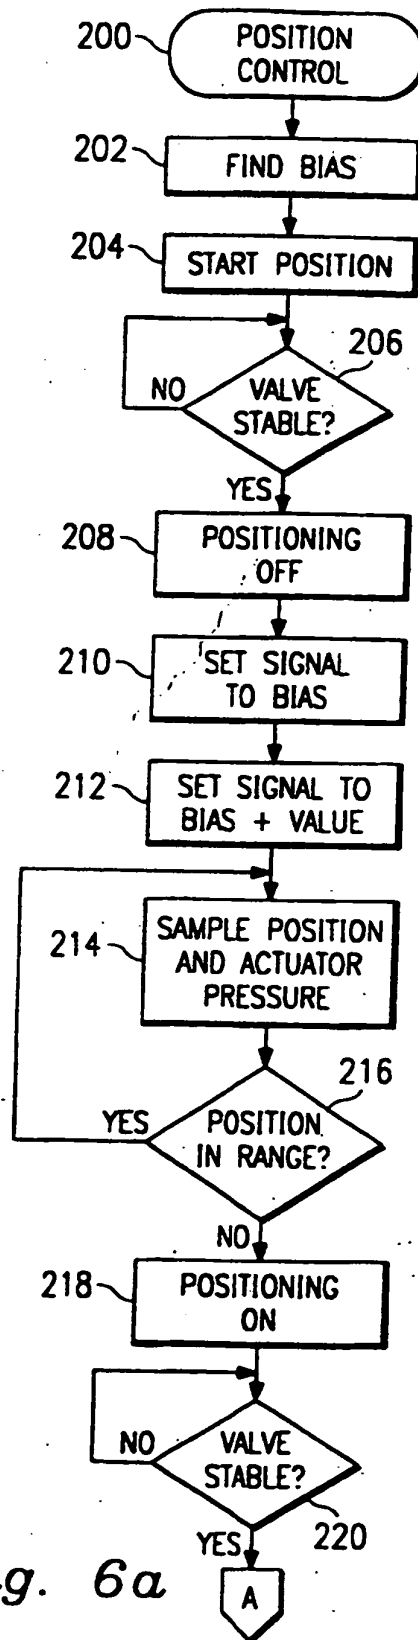 200
POSITION
CONTROL
202
FIND BIAS
204
START POSITION
206
NO
VALVE
STABLE?
YES
208
POSITIONING
OFF
210
SET SIGNAL
TO BIAS
212
SET SIGNAL TO
BIAS + VALUE
214
SAMPLE POSITION
AND ACTUATOR
PRESSURE
216
YES
POSITION
IN RANGE?
NO
218
POSITIONING
ON
NO
VALVE
STABLE?
220
YES
A
g. 6a